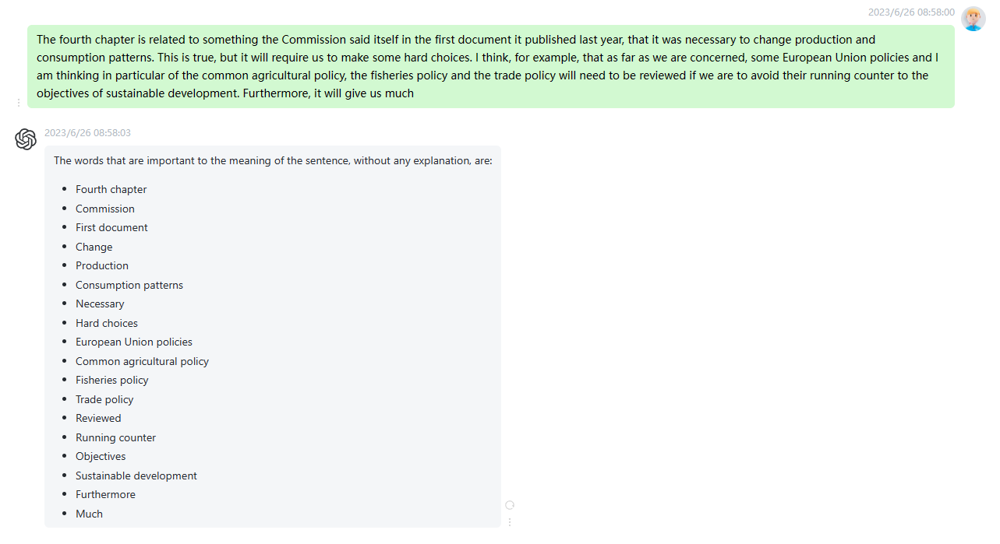 2023/6/26 08:58:00
The fourth chapter is related to something the Commission said itself in the first document it published last year, that it was necessary to change production and
consumption patterns. This is true, but it will require us to make some hard choices. I think, for example, that as far as we are concerned, some European Union policies and I
am thinking in particular of the common agricultural policy, the fisheries policy and the trade policy will need to be reviewed if we are to avoid their running counter to the
objectives of sustainable development. Furthermore, it will give us much
2023/6/26 08:58:03
The words that are important to the meaning of the sentence, without any explanation, are:
• Fourth chapter
• Commission
• First document
• Change
• Production
• Consumption patterns
• Necessary
• Hard choices
• European Union policies
• Common agricultural policy
• Fisheries policy
• Trade policy
• Reviewed
• Running counter
• Objectives
• Sustainable development
• Furthermore
• Much